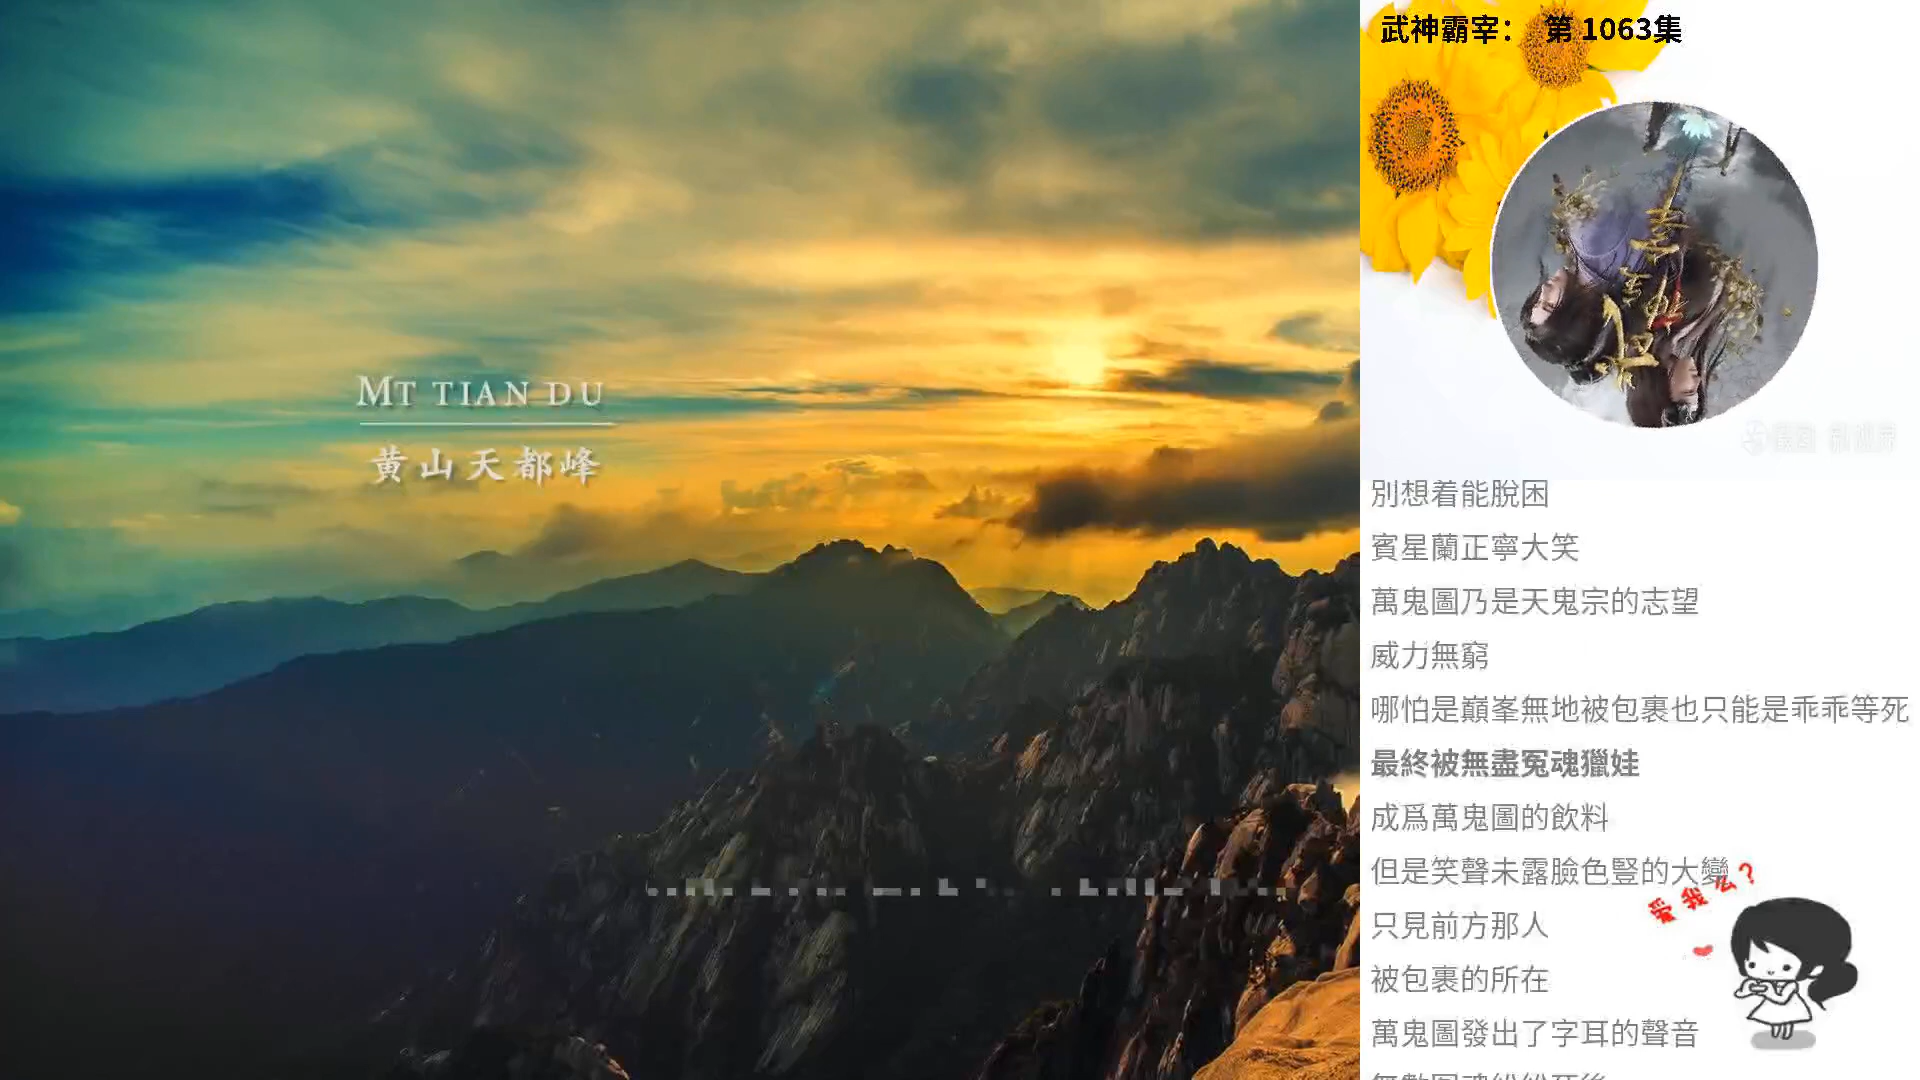 MT TIAN DU
黄山天都峰
武神霸宰： 第 1063集
別想着能脫困
賓星蘭正寧大笑
萬鬼圖乃是天鬼宗的志望
威力無窮
哪怕是巔峯無地被包裹也只能是乖乖等死
最終被無盡冤魂獵娃
成爲萬鬼圖的飲料
但是笑聲未露臉色豎的大變
愛我么？
只見前方那人
被包裹的所在
萬鬼圖發出了字耳的聲音